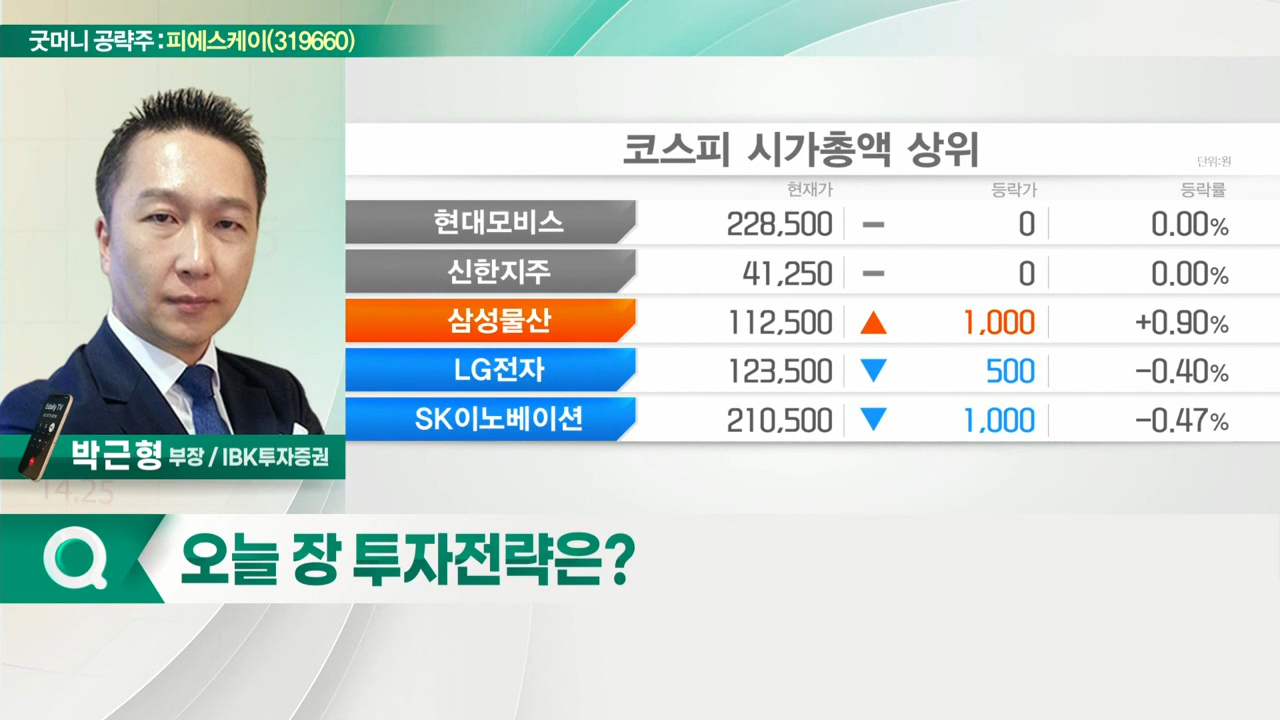 굿머니 공략주 : 피에스케이(319660)
코스피 시가총액 상위
단위:원
현재가 등락가 등락률
현대모비스 228,500 – 0 0.00%
신한지주 41,250 – 0 0.00%
삼성물산 112,500 ▲ 1,000 +0.90%
LG전자 123,500 ▼ 500 -0.40%
SK이노베이션 210,500 ▼ 1,000 -0.47%
Edaily TV
박근형 부장 / IBK투자증권
14.25
오늘 장 투자전략은?